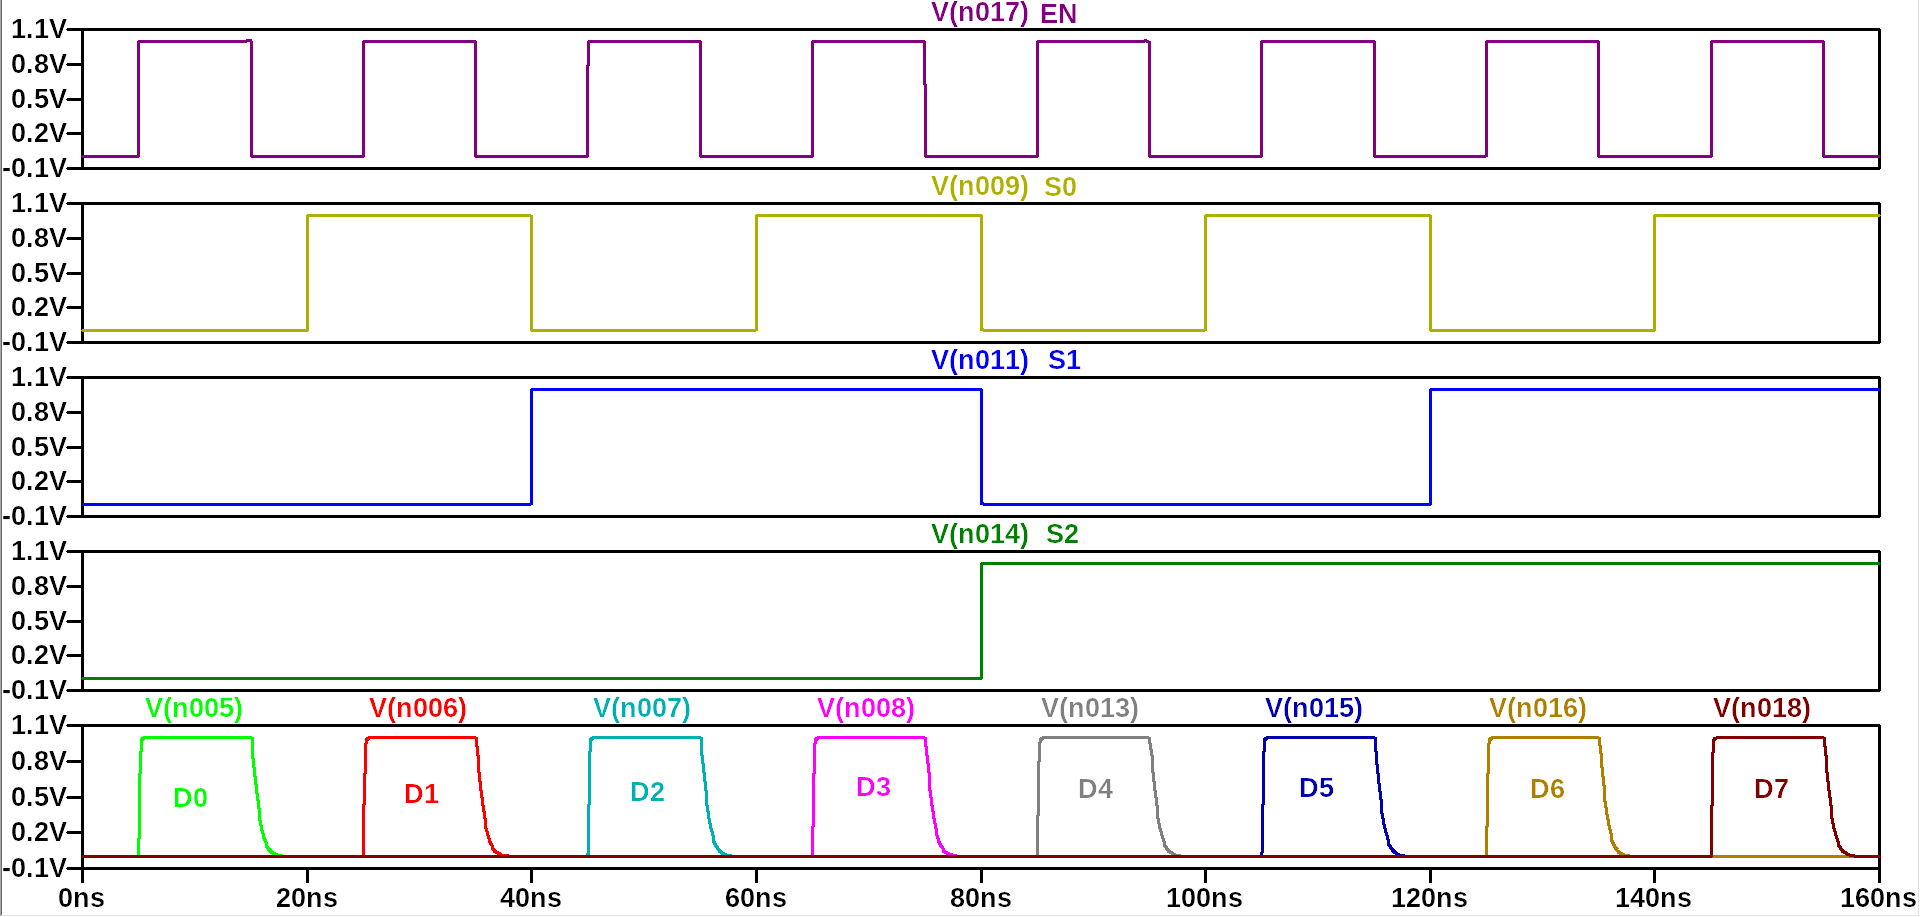 V(n017) EN
1.1V
0.8V
0.5V
0.2V
-0.1V
V(n009) S0
1.1V
0.8V
0.5V
0.2V
-0.1V
V(n011) S1
1.1V
0.8V
0.5V
0.2V
-0.1V
V(n014) S2
1.1V
0.8V
0.5V
0.2V
-0.1V
V(n005) V(n006) V(n007) V(n008) V(n013) V(n015) V(n016) V(n018)
1.1V
0.8V
D0 D1 D2 D3 D4 D5 D6 D7
0.5V
0.2V
-0.1V
0ns 20ns 40ns 60ns 80ns 100ns 120ns 140ns 160ns